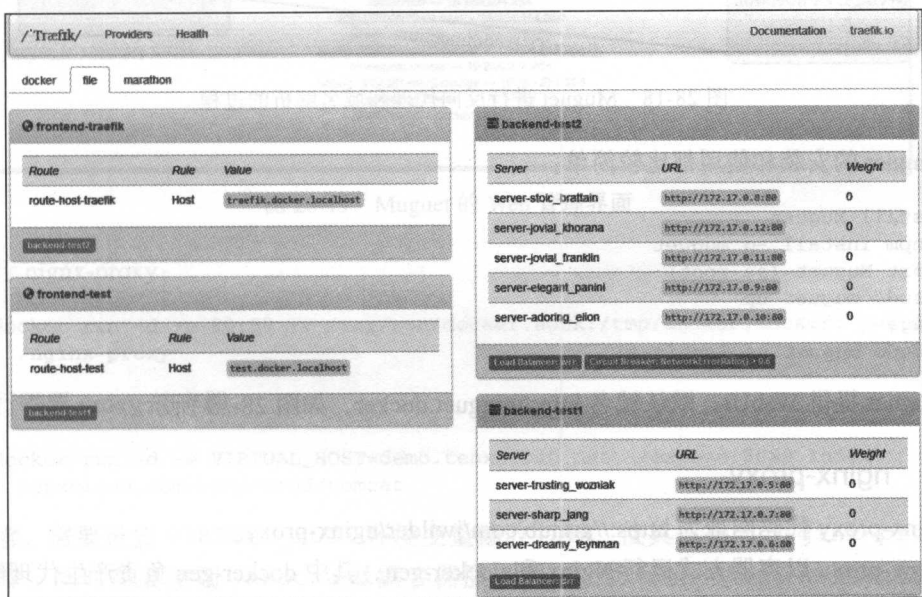 /ˈTræfɪk/ Providers Health Documentation traefik.io
docker file marathon
frontend-traefik
Route Rule Value
route-host-traefik Host traefik.docker.localhost
backend-test2
frontend-test
Route Rule Value
route-host-test Host test.docker.localhost
backend-test1
backend-test2
Server URL Weight
server-stoic_brattain http://172.17.0.8:80 0
server-jovial_khorana http://172.17.0.12:80 0
server-jovial_franklin http://172.17.0.11:80 0
server-elegant_panini http://172.17.0.9:80 0
server-adoring_elion http://172.17.0.10:80 0
Load Balancer: Circuit Breaker: NetworkErrorRatio() >
backend-test1
Server URL Weight
server-trusting_wozniak http://172.17.0.5:80 0
server-sharp_jang http://172.17.0.7:80 0
server-dreamy_feynman http://172.17.0.6:80 0
Load Balancer: